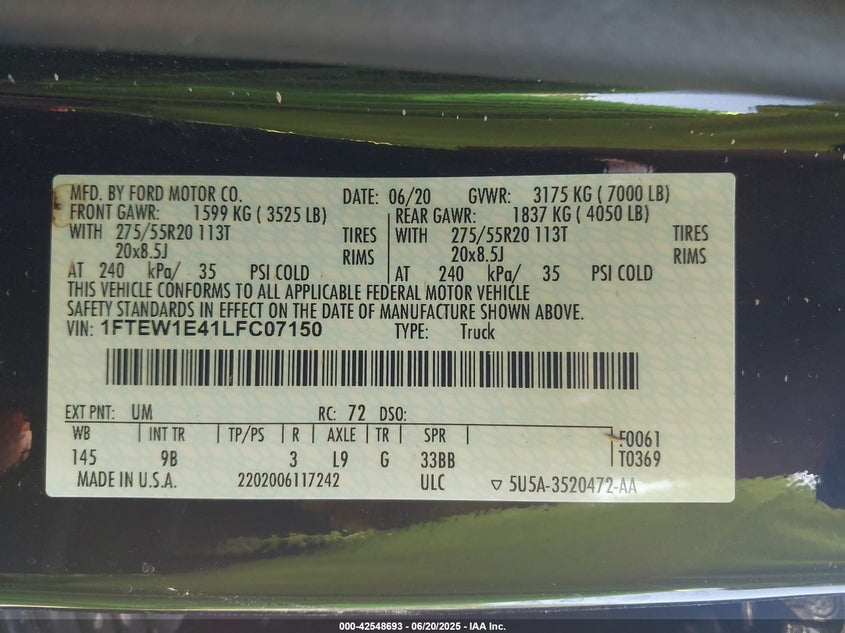 MFD. BY FORD MOTOR CO. DATE: 06/20 GVWR: 3175 KG ( 7000 LB)
FRONT GAWR: 1599 KG ( 3525 LB) REAR GAWR: 1837 KG ( 4050 LB)
WITH 275/55R20 113T TIRES WITH 275/55R20 113T TIRES
20x8.5J RIMS 20x8.5J RIMS
AT 240 kPa/ 35 PSI COLD AT 240 kPa/ 35 PSI COLD
THIS VEHICLE CONFORMS TO ALL APPLICABLE FEDERAL MOTOR VEHICLE
SAFETY STANDARDS IN EFFECT ON THE DATE OF MANUFACTURE SHOWN ABOVE.
VIN: 1FTEW1E41LFC07150 TYPE: Truck
EXT PNT: UM RC: 72 DSO:
WB INT TR TP/PS R AXLE TR SPR F0061
145 9B 3 L9 G 33BB T0369
MADE IN U.S.A. 2202006117242 ULC ▽ 5U5A-3520472-AA
000-42548693 - 06/20/2025 - IAA Inc.